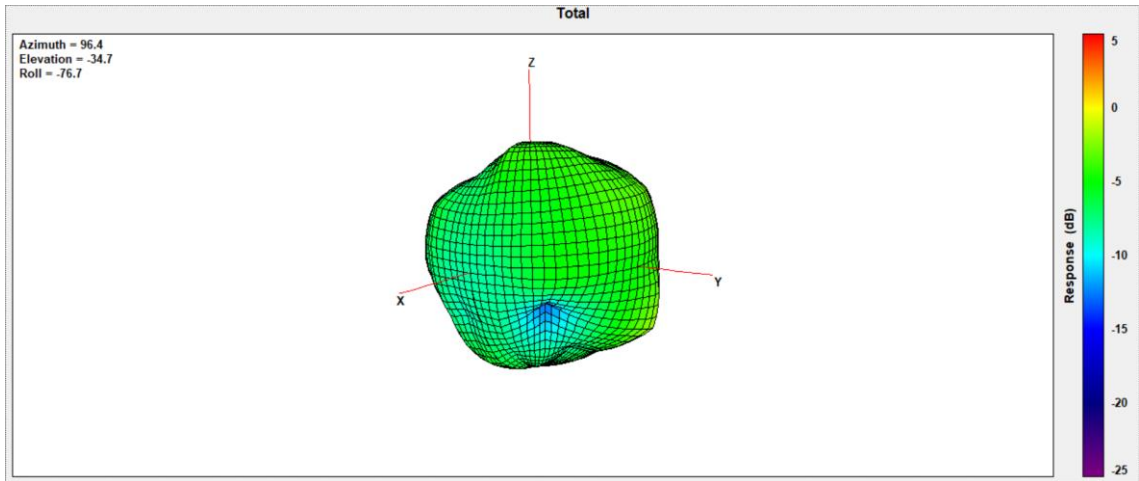 Total
Azimuth = 96.4
Elevation = -34.7
Roll = -76.7
Z
X
Y
5
0
-5
-10
-15
-20
-25
Response (dB)